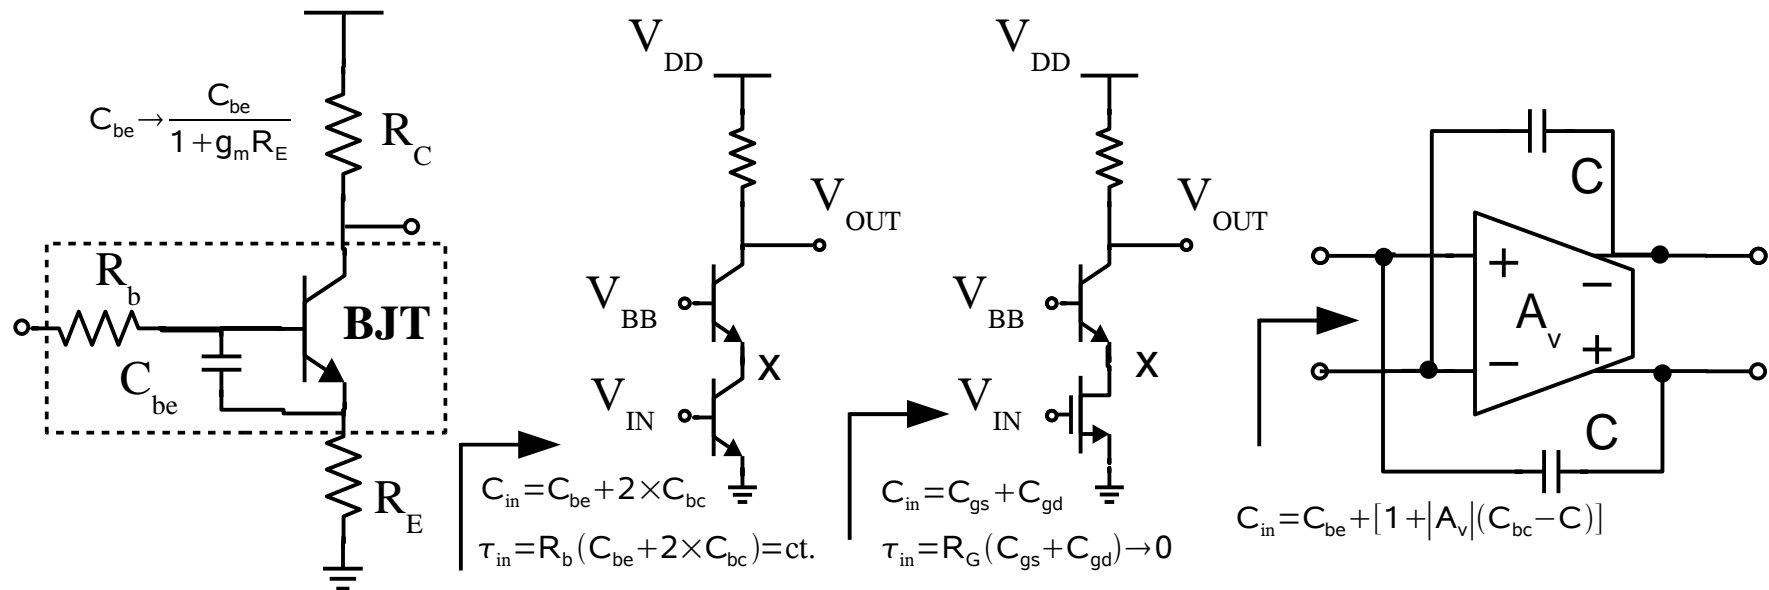 C_be → C_be / (1+g_m R_E)
R_C
R_b
C_be
BJT
R_E
V_DD
V_OUT
V_BB
X
V_IN
C_in = C_be + 2×C_bc
τ_in = R_b(C_be + 2×C_bc) = ct.
V_DD
V_OUT
V_BB
X
V_IN
C_in = C_gs + C_gd
τ_in = R_G(C_gs + C_gd) → 0
C
+
−
A_v
−
+
C
C_in = C_be + [1+|A_v|(C_bc − C)]